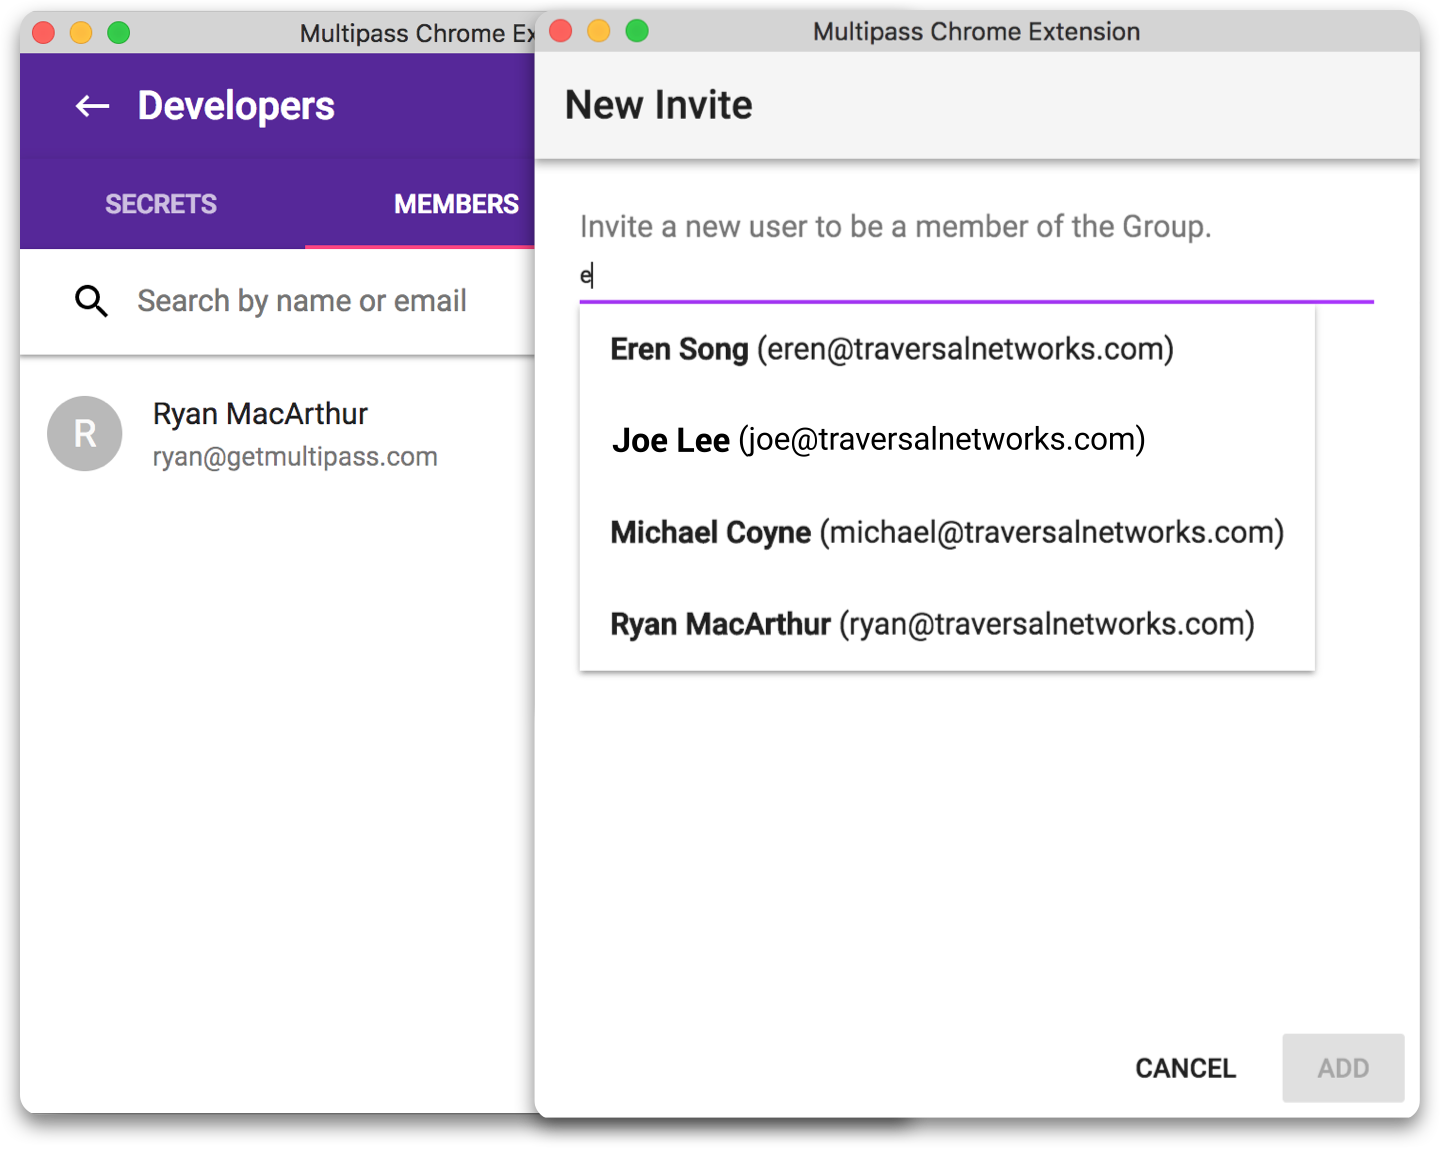 Multipass Chrome Ex
Developers
SECRETS
MEMBERS
Search by name or email
R
Ryan MacArthur
ryan@getmultipass.com
Multipass Chrome Extension
New Invite
Invite a new user to be a member of the Group.
e
Eren Song (eren@traversalnetworks.com)
Joe Lee (joe@traversalnetworks.com)
Michael Coyne (michael@traversalnetworks.com)
Ryan MacArthur (ryan@traversalnetworks.com)
CANCEL
ADD